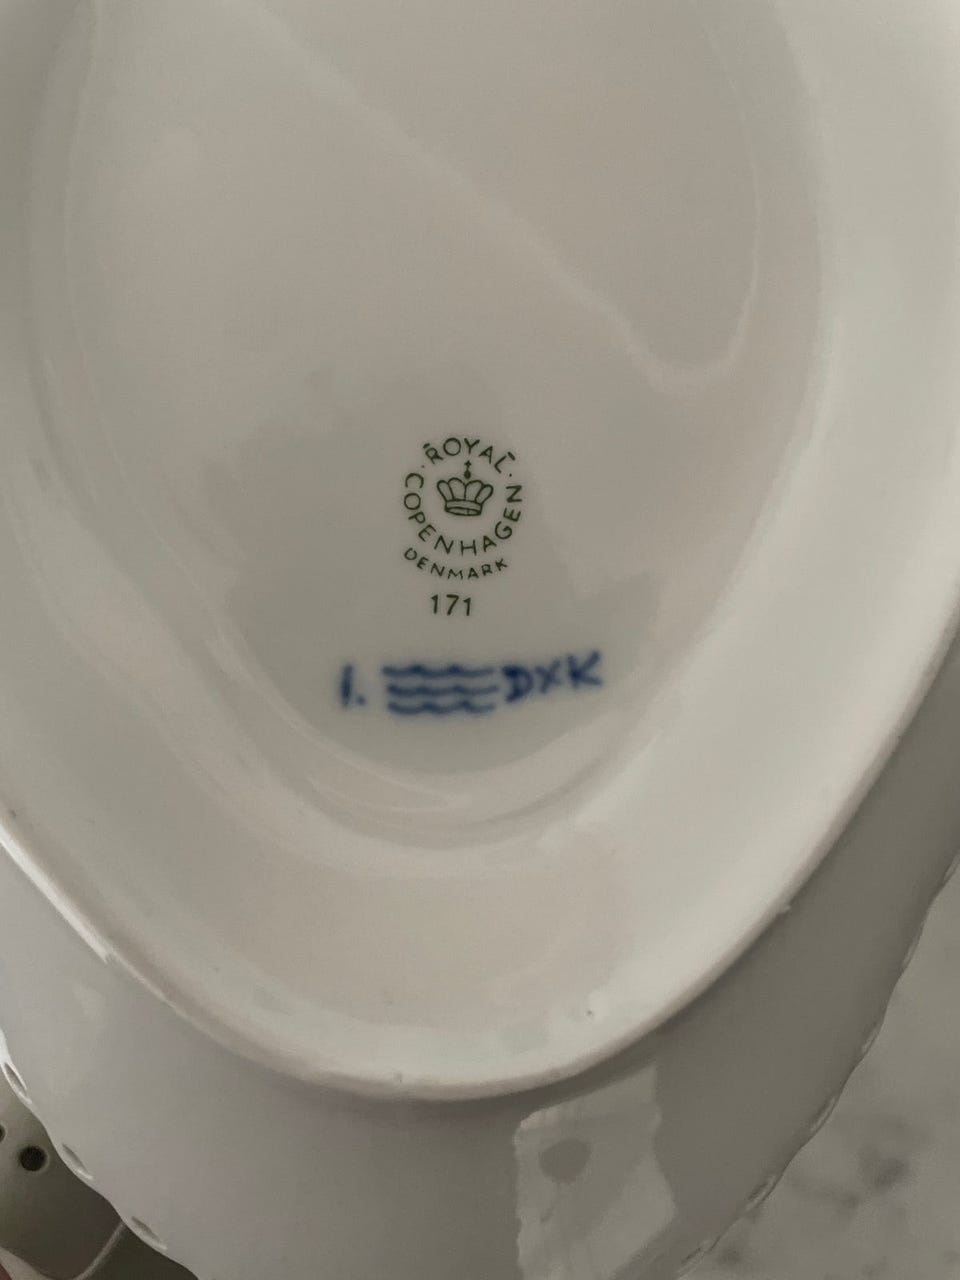 ROYAL
COPENHAGEN
DENMARK
171
1. DXK